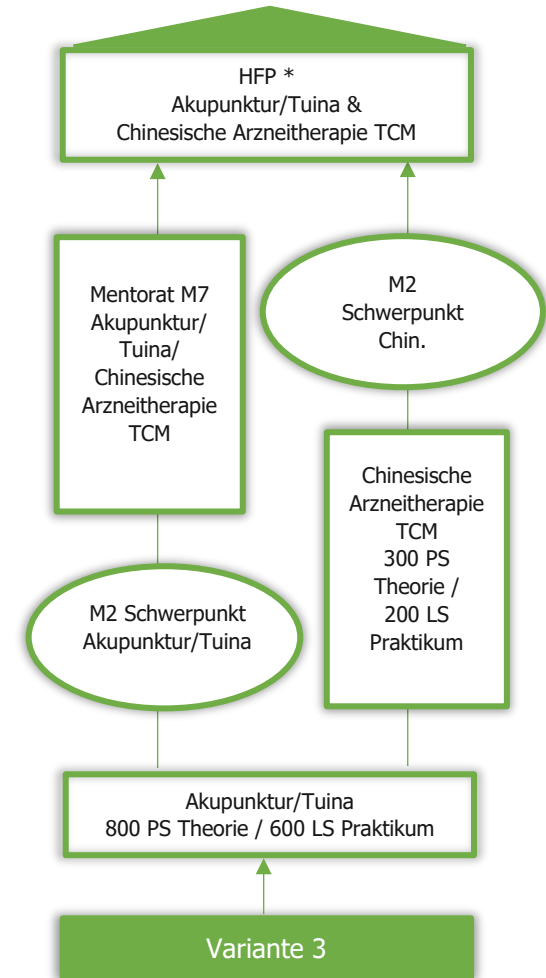 HFP *
Akupunktur/Tuina &
Chinesische Arzneitherapie TCM
Mentorat M7
Akupunktur/
Tuina/
Chinesische
Arzneitherapie
TCM
M2
Schwerpunkt
Chin.
Chinesische
Arzneitherapie
TCM
300 PS
Theorie /
200 LS
Praktikum
M2 Schwerpunkt
Akupunktur/Tuina
Akupunktur/Tuina
800 PS Theorie / 600 LS Praktikum
Variante 3